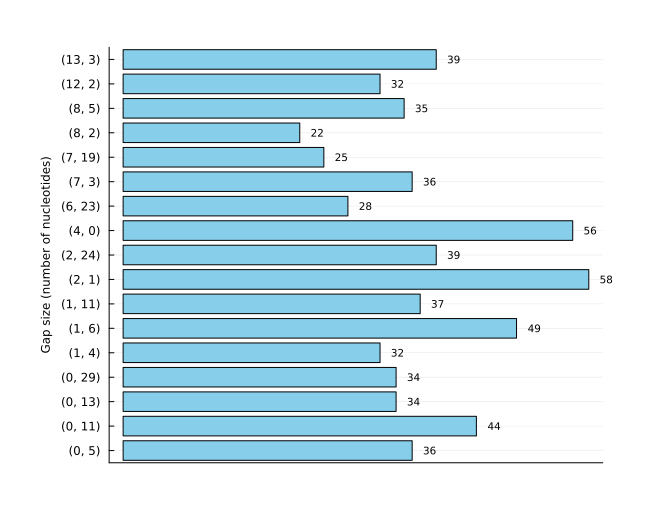 Gap size (number of nucleotides)
(13, 3) 39
(12, 2) 32
(8, 5) 35
(8, 2) 22
(7, 19) 25
(7, 3) 36
(6, 23) 28
(4, 0) 56
(2, 24) 39
(2, 1) 58
(1, 11) 37
(1, 6) 49
(1, 4) 32
(0, 29) 34
(0, 13) 34
(0, 11) 44
(0, 5) 36